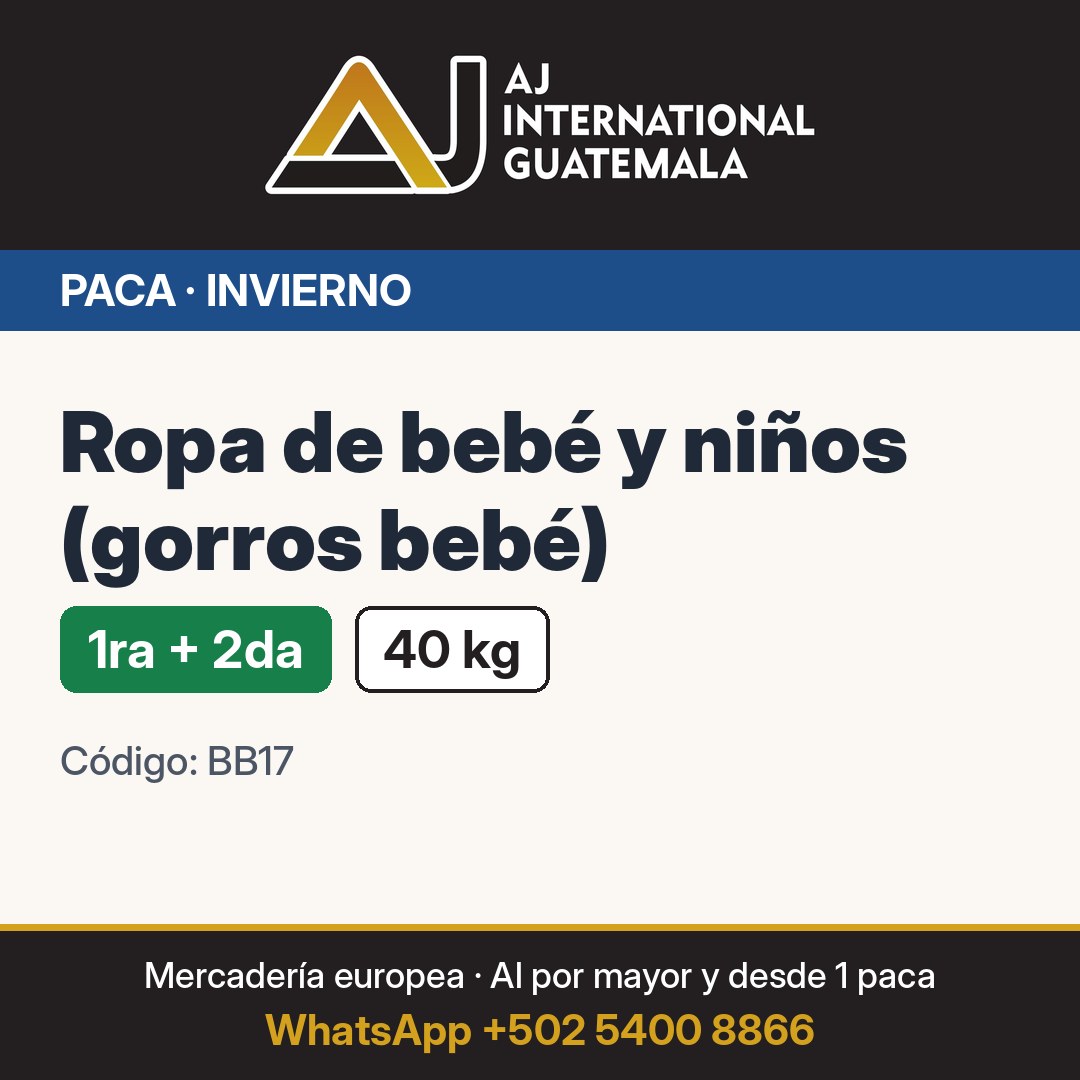 AJ
AJ
INTERNATIONAL
GUATEMALA
PACA · INVIERNO
Ropa de bebé y niños
(gorros bebé)
1ra + 2da
40 kg
Código: BB17
Mercadería europea · Al por mayor y desde 1 paca
WhatsApp +502 5400 8866